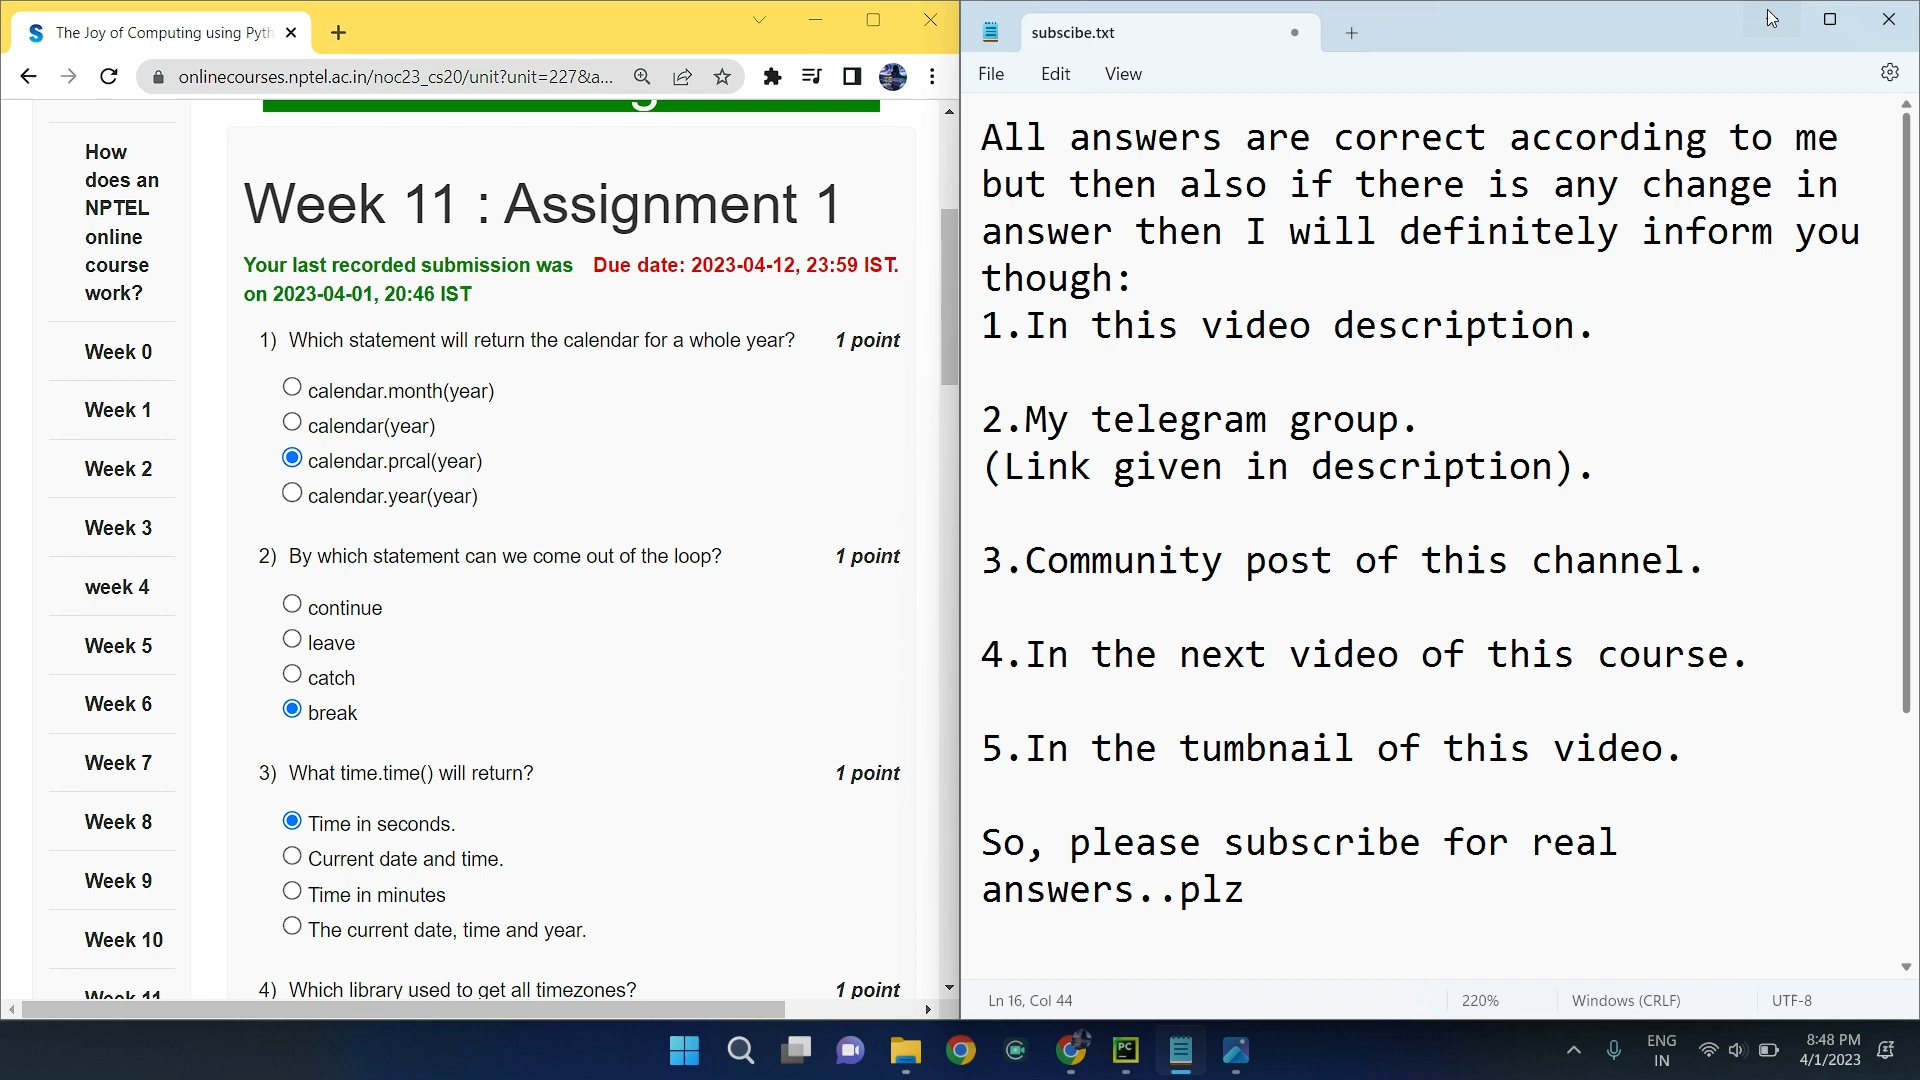 The Joy of Computing using Pyth
onlinecourses.nptel.ac.in/noc23_cs20/unit?unit=227&a...
How
does an
NPTEL
online
course
work?
Week 0
Week 1
Week 2
Week 3
week 4
Week 5
Week 6
Week 7
Week 8
Week 9
Week 10
Week 11
Week 11 : Assignment 1
Your last recorded submission was
on 2023-04-01, 20:46 IST
Due date: 2023-04-12, 23:59 IST.
1) Which statement will return the calendar for a whole year? 1 point
calendar.month(year)
calendar(year)
calendar.prcal(year)
calendar.year(year)
2) By which statement can we come out of the loop? 1 point
continue
leave
catch
break
3) What time.time() will return? 1 point
Time in seconds.
Current date and time.
Time in minutes
The current date, time and year.
4) Which library used to get all timezones? 1 point
subscibe.txt
File Edit View
All answers are correct according to me
but then also if there is any change in
answer then I will definitely inform you
though:
1.In this video description.
2.My telegram group.
(Link given in description).
3.Community post of this channel.
4.In the next video of this course.
5.In the tumbnail of this video.
So, please subscribe for real
answers..plz
Ln 16, Col 44 220% Windows (CRLF) UTF-8
PC
ENG
IN
8:48 PM
4/1/2023